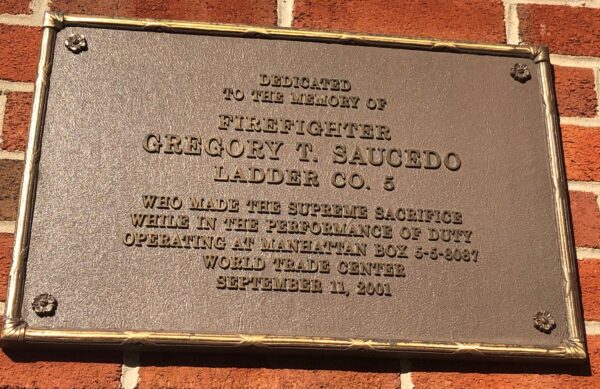 DEDICATED
TO THE MEMORY OF
FIREFIGHTER
GREGORY T. SAUCEDO
LADDER CO. 5
WHO MADE THE SUPREME SACRIFICE
WHILE IN THE PERFORMANCE OF DUTY
OPERATING AT MANHATTAN BOX 5-5-8087
WORLD TRADE CENTER
SEPTEMBER 11, 2001